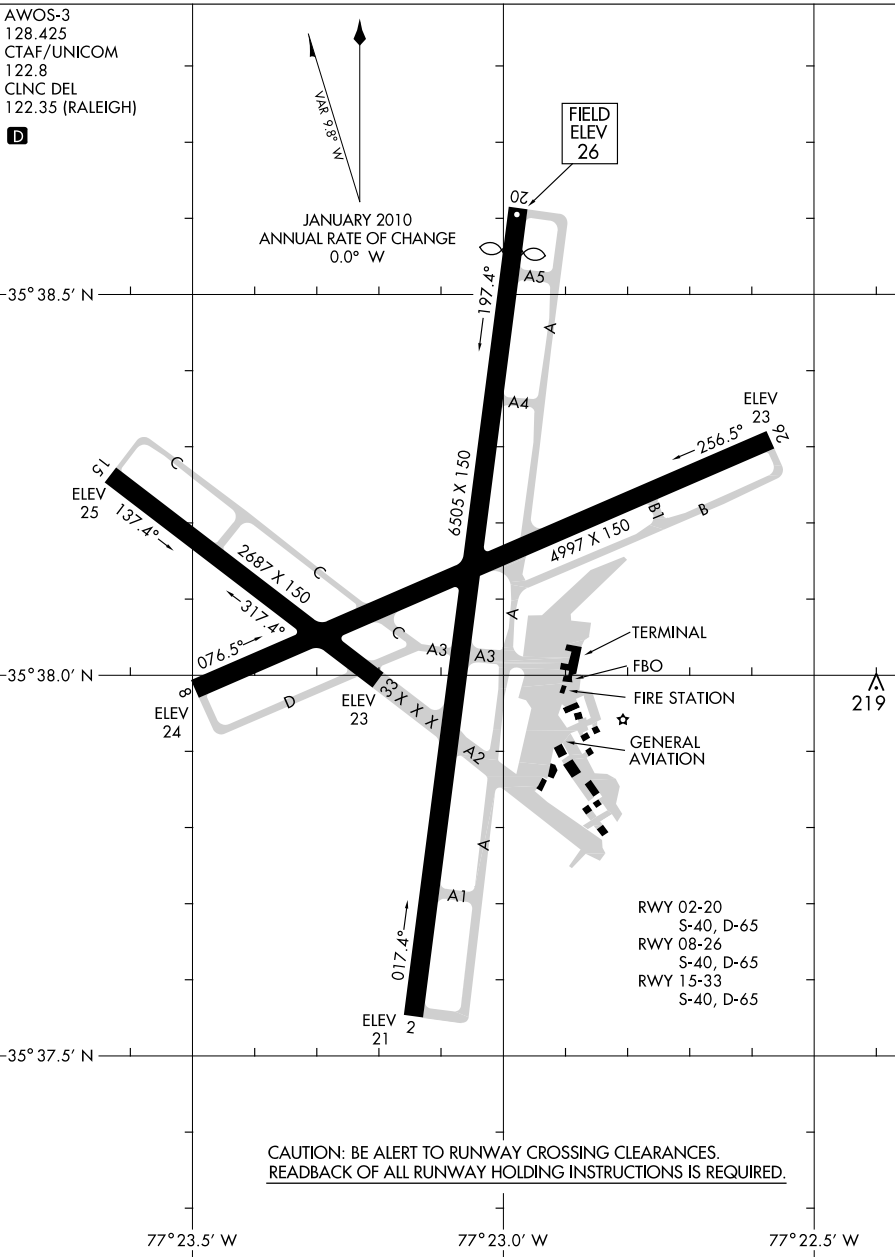 AWOS-3
128.425
CTAF/UNICOM
122.8
CLNC DEL
122.35 (RALEIGH)
D
VAR 9.8° W
JANUARY 2010
ANNUAL RATE OF CHANGE
0.0° W
FIELD
ELEV
26
20
A5
35° 38.5' N
197.4°
A
A4
ELEV
23
26
256.5°
15
C
ELEV
25
137.4°
6505 X 150
B1
B
4997 X 150
2687 X 150
C
317.4°
A
C
076.5°
A3
A3
TERMINAL
FBO
35° 38.0' N
8
ELEV
24
D
ELEV
23
33
X X X
FIRE STATION
219
A2
GENERAL
AVIATION
A
A1
017.4°
RWY 02-20
S-40, D-65
RWY 08-26
S-40, D-65
RWY 15-33
S-40, D-65
ELEV
21
2
35° 37.5' N
CAUTION: BE ALERT TO RUNWAY CROSSING CLEARANCES.
READBACK OF ALL RUNWAY HOLDING INSTRUCTIONS IS REQUIRED.
77° 23.5' W
77° 23.0' W
77° 22.5' W